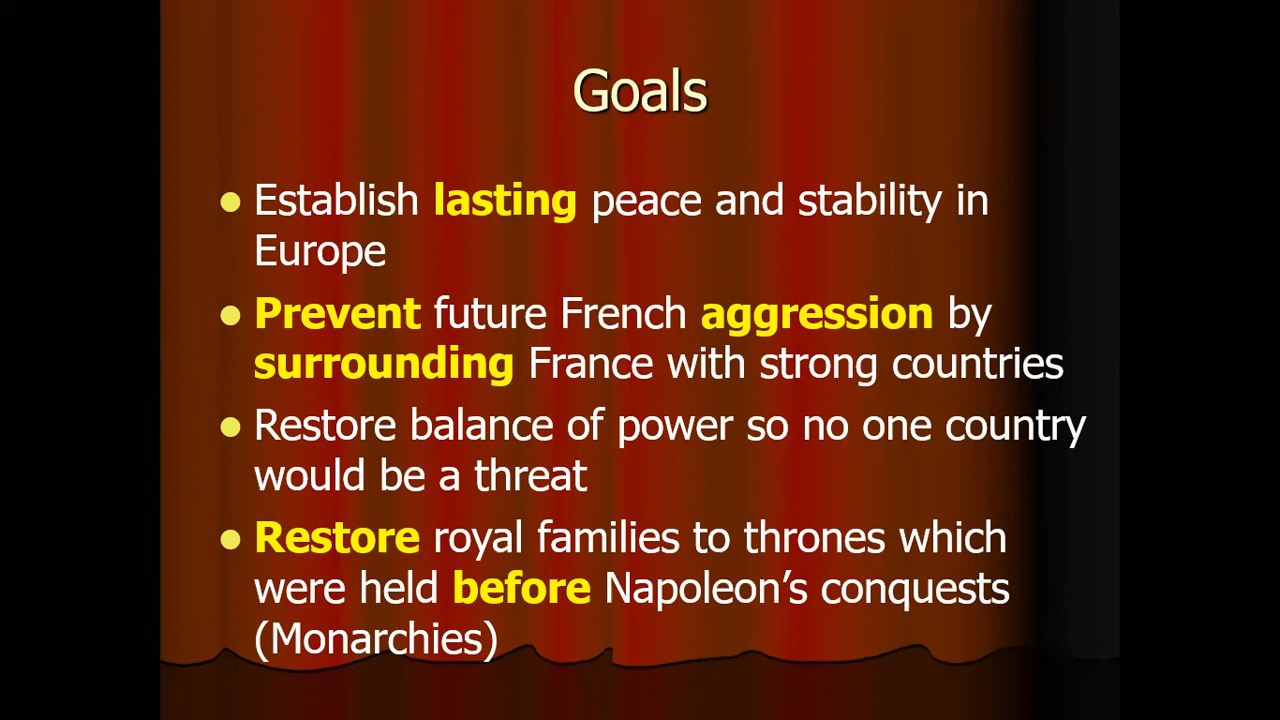 Goals
Establish lasting peace and stability in
Europe
Prevent future French aggression by
surrounding France with strong countries
Restore balance of power so no one country
would be a threat
Restore royal families to thrones which
were held before Napoleon’s conquests
(Monarchies)